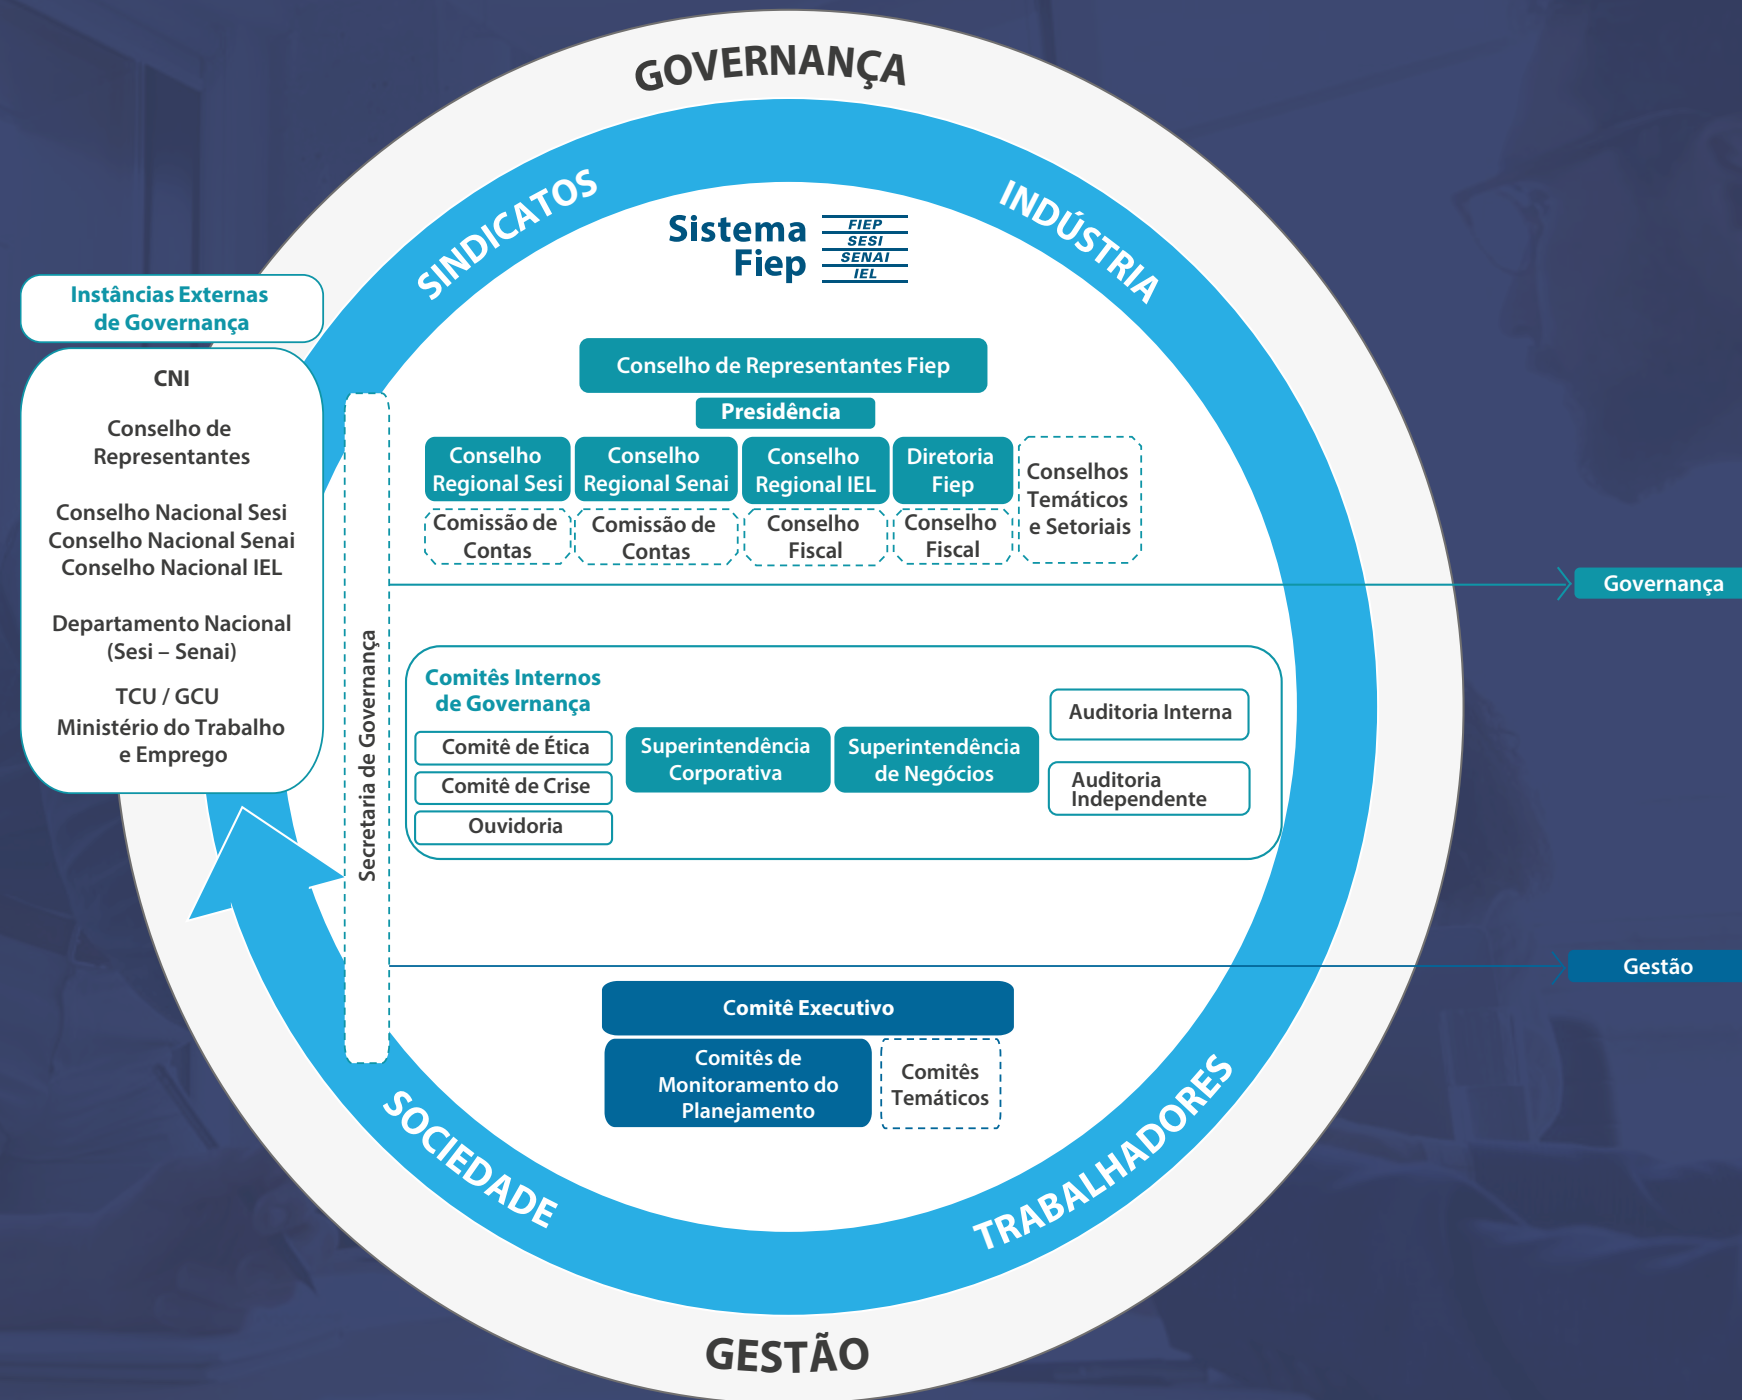 GOVERNANÇA
SINDICATOS
INDÚSTRIA
Sistema
Fiep
FIEP
SESI
SENAI
IEL
Instâncias Externas
de Governança
CNI
Conselho de
Representantes
Conselho Nacional Sesi
Conselho Nacional Senai
Conselho Nacional IEL
Departamento Nacional
(Sesi – Senai)
TCU / GCU
Ministério do Trabalho
e Emprego
Secretaria de Governança
Conselho de Representantes Fiep
Presidência
Conselho
Regional Sesi
Conselho
Regional Senai
Conselho
Regional IEL
Diretoria
Fiep
Conselhos
Temáticos
e Setoriais
Comissão de
Contas
Comissão de
Contas
Conselho
Fiscal
Conselho
Fiscal
Governança
Comitês Internos
de Governança
Comitê de Ética
Comitê de Crise
Ouvidoria
Superintendência
Corporativa
Superintendência
de Negócios
Auditoria Interna
Auditoria
Independente
Gestão
Comitê Executivo
Comitês de
Monitoramento do
Planejamento
Comitês
Temáticos
SOCIEDADE
TRABALHADORES
GESTÃO